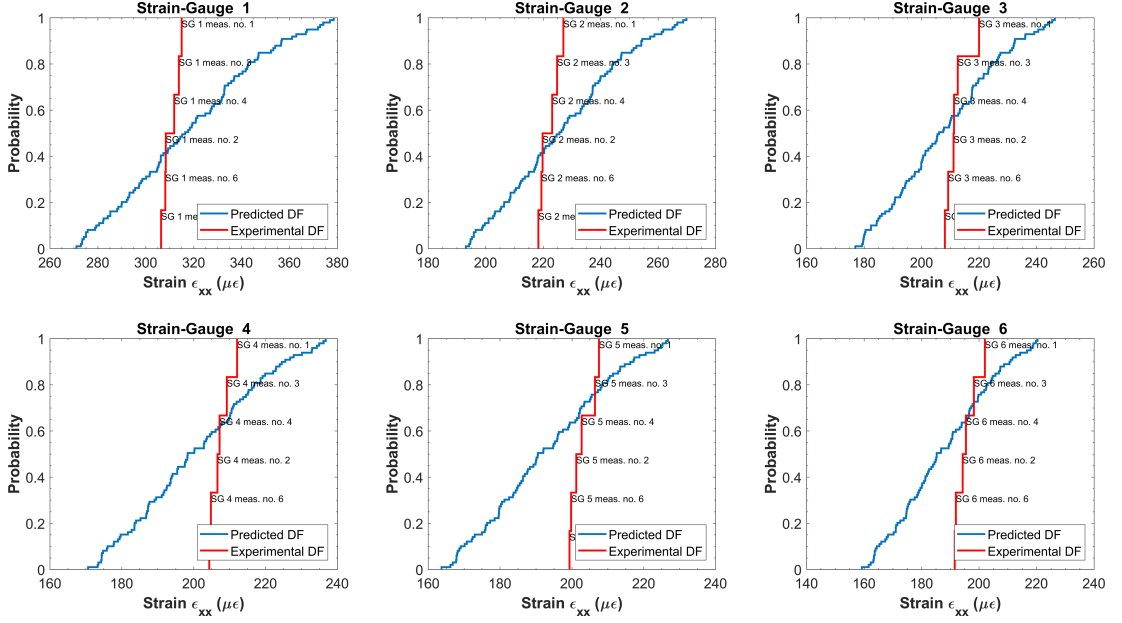 Strain-Gauge 1
Probability
1
0.8
0.6
0.4
0.2
0
SG 1 meas. no. 1
SG 1 meas. no. 3
SG 1 meas. no. 4
SG 1 meas. no. 2
SG 1 meas. no. 6
SG 1
Predicted DF
Experimental DF
260 280 300 320 340 360 380
Strain ϵxx (μϵ)
Strain-Gauge 2
Probability
1
0.8
0.6
0.4
0.2
0
SG 2 meas. no. 1
SG 2 meas. no. 3
SG 2 meas. no. 4
SG 2 meas. no. 2
SG 2 meas. no. 6
SG 2
Predicted DF
Experimental DF
180 200 220 240 260 280
Strain ϵxx (μϵ)
Strain-Gauge 3
Probability
1
0.8
0.6
0.4
0.2
0
SG 3 meas. no. 1
SG 3 meas. no. 3
SG 3 meas. no. 4
SG 3 meas. no. 2
SG 3 meas. no. 6
Predicted DF
Experimental DF
160 180 200 220 240 260
Strain ϵxx (μϵ)
Strain-Gauge 4
Probability
1
0.8
0.6
0.4
0.2
0
SG 4 meas. no. 1
SG 4 meas. no. 3
SG 4 meas. no. 4
SG 4 meas. no. 2
SG 4 meas. no. 6
Predicted DF
Experimental DF
160 180 200 220 240
Strain ϵxx (μϵ)
Strain-Gauge 5
Probability
1
0.8
0.6
0.4
0.2
0
SG 5 meas. no. 1
SG 5 meas. no. 3
SG 5 meas. no. 4
SG 5 meas. no. 2
SG 5 meas. no. 6
Predicted DF
Experimental DF
160 180 200 220 240
Strain ϵxx (μϵ)
Strain-Gauge 6
Probability
1
0.8
0.6
0.4
0.2
0
SG 6 meas. no. 1
SG 6 meas. no. 3
SG 6 meas. no. 4
SG 6 meas. no. 2
SG 6 meas. no. 6
Predicted DF
Experimental DF
140 160 180 200 220 240
Strain ϵxx (μϵ)